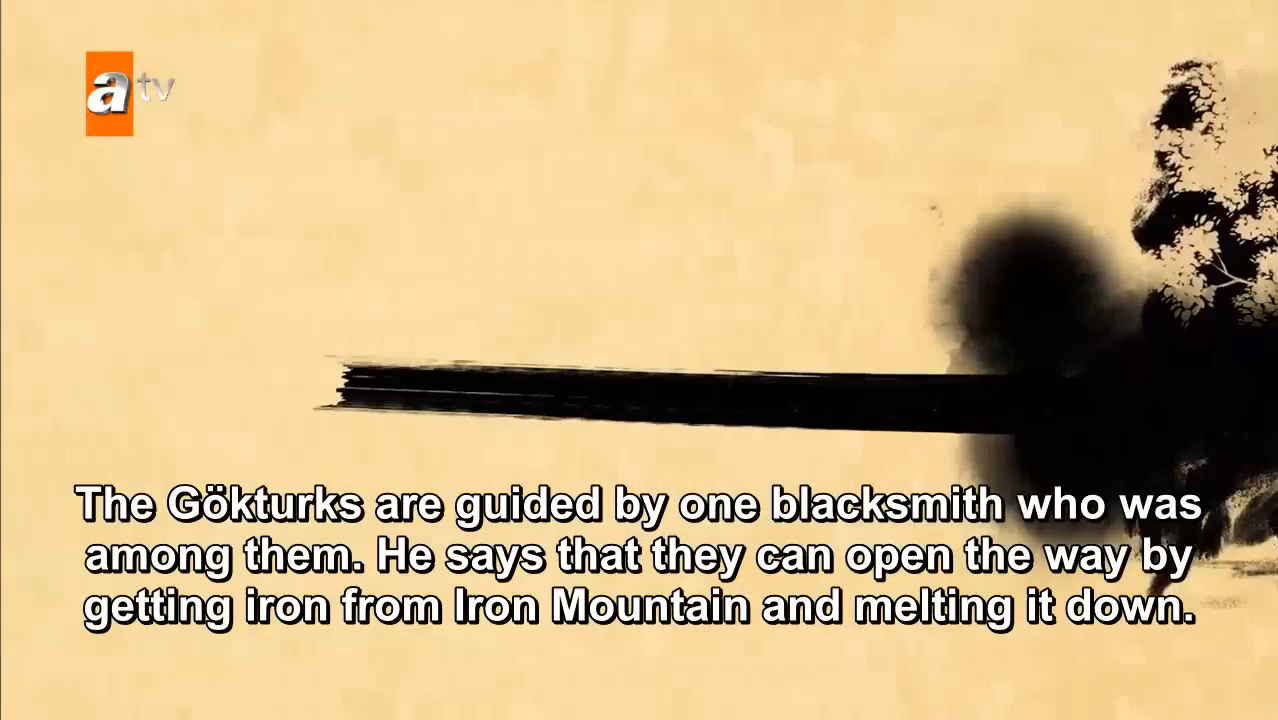 atv
The Gökturks are guided by one blacksmith who was
among them. He says that they can open the way by
getting iron from Iron Mountain and melting it down.